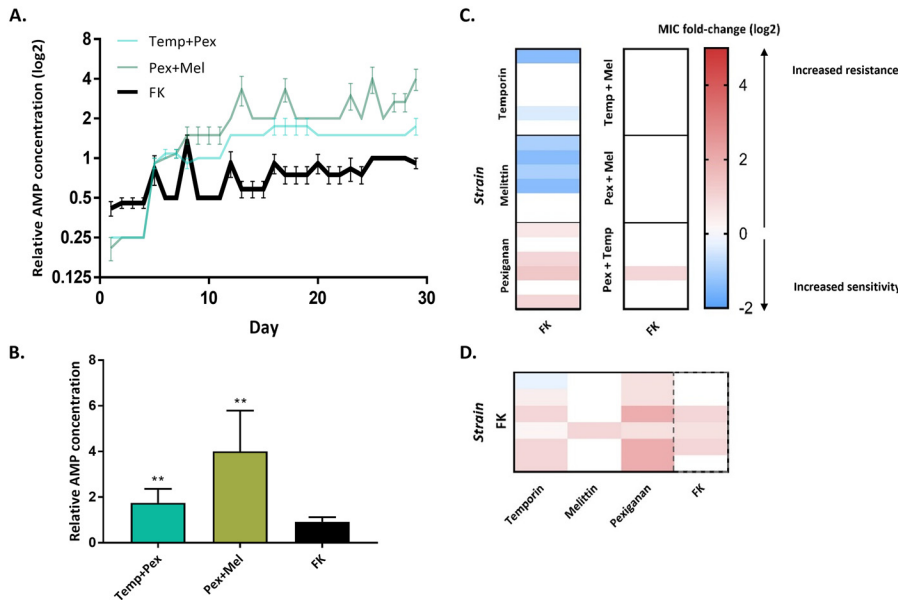 A.
Relative AMP concentration (log2)
8
4
2
1
0.5
0.25
0.125
Temp+Pex
Pex+Mel
FK
0
10
20
30
Day
B.
Relative AMP concentration
8
6
4
2
0
**
**
Temp+Pex
Pex+Mel
FK
C.
MIC fold-change (log2)
Strain
Temporin
Melittin
Pexiganan
FK
Temp + Mel
Pex + Mel
Pex + Temp
FK
4
2
0
-2
Increased resistance
Increased sensitivity
D.
Strain
FK
Temporin
Melittin
Pexiganan
FK